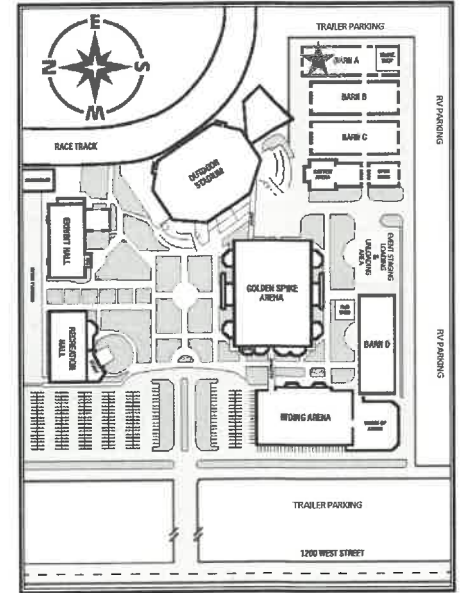 E
N
S
W
TRAILER PARKING
BARN A
BARN B
BARN C
RV PARKING
RACE TRACK
OUTDOOR
STADIUM
EXHIBIT HALL
EVENT STAGING
LOADING
&
UNLOADING
AREA
GOLDEN SPIKE
ARENA
RECREATION
HALL
BARN D
RV PARKING
RIDING ARENA
TRAILER PARKING
1200 WEST STREET